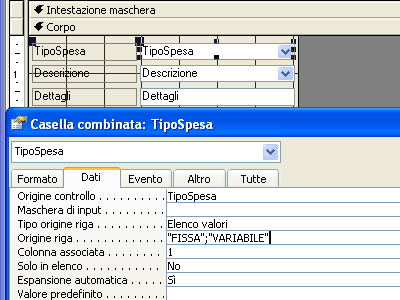 Intestazione maschera
Corpo
TipoSpesa TipoSpesa
Descrizione Descrizione
1
Dettagli Dettagli
Casella combinata: TipoSpesa
TipoSpesa
Formato Dati Evento Altro Tutte
Origine controllo . . . . . . . . . . TipoSpesa
Maschera di input . . . . . . . . . .
Tipo origine riga . . . . . . . . . . Elenco valori
Origine riga . . . . . . . . . . . . . "FISSA";"VARIABILE"
Colonna associata . . . . . . . . . . 1
Solo in elenco . . . . . . . . . . . . No
Espansione automatica . . . . . . . Sì
Valore predefinito . . . . . . . . . .